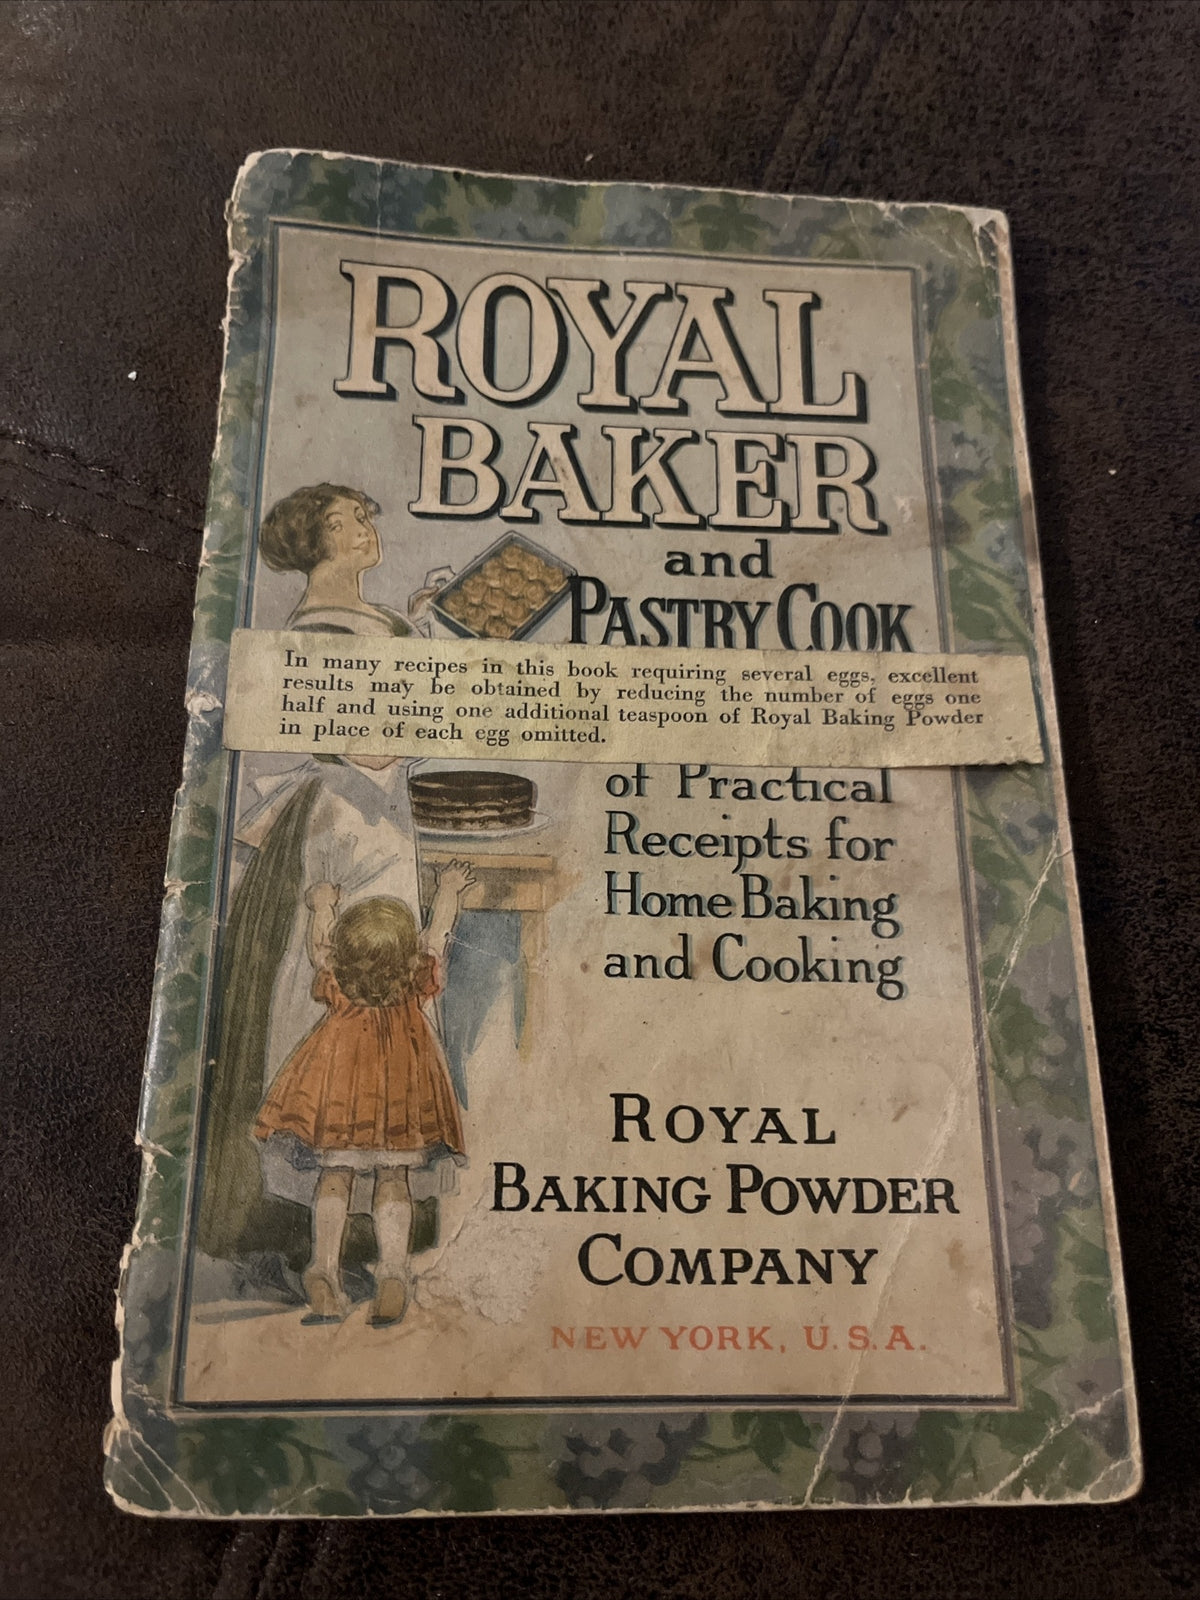 ROYAL
BAKER
and
PASTRY COOK
In many recipes in this book requiring several eggs, excellent
results may be obtained by reducing the number of eggs one
half and using one additional teaspoon of Royal Baking Powder
in place of each egg omitted.
of Practical
Receipts for
Home Baking
and Cooking
ROYAL
BAKING POWDER
COMPANY
NEW YORK, U.S.A.